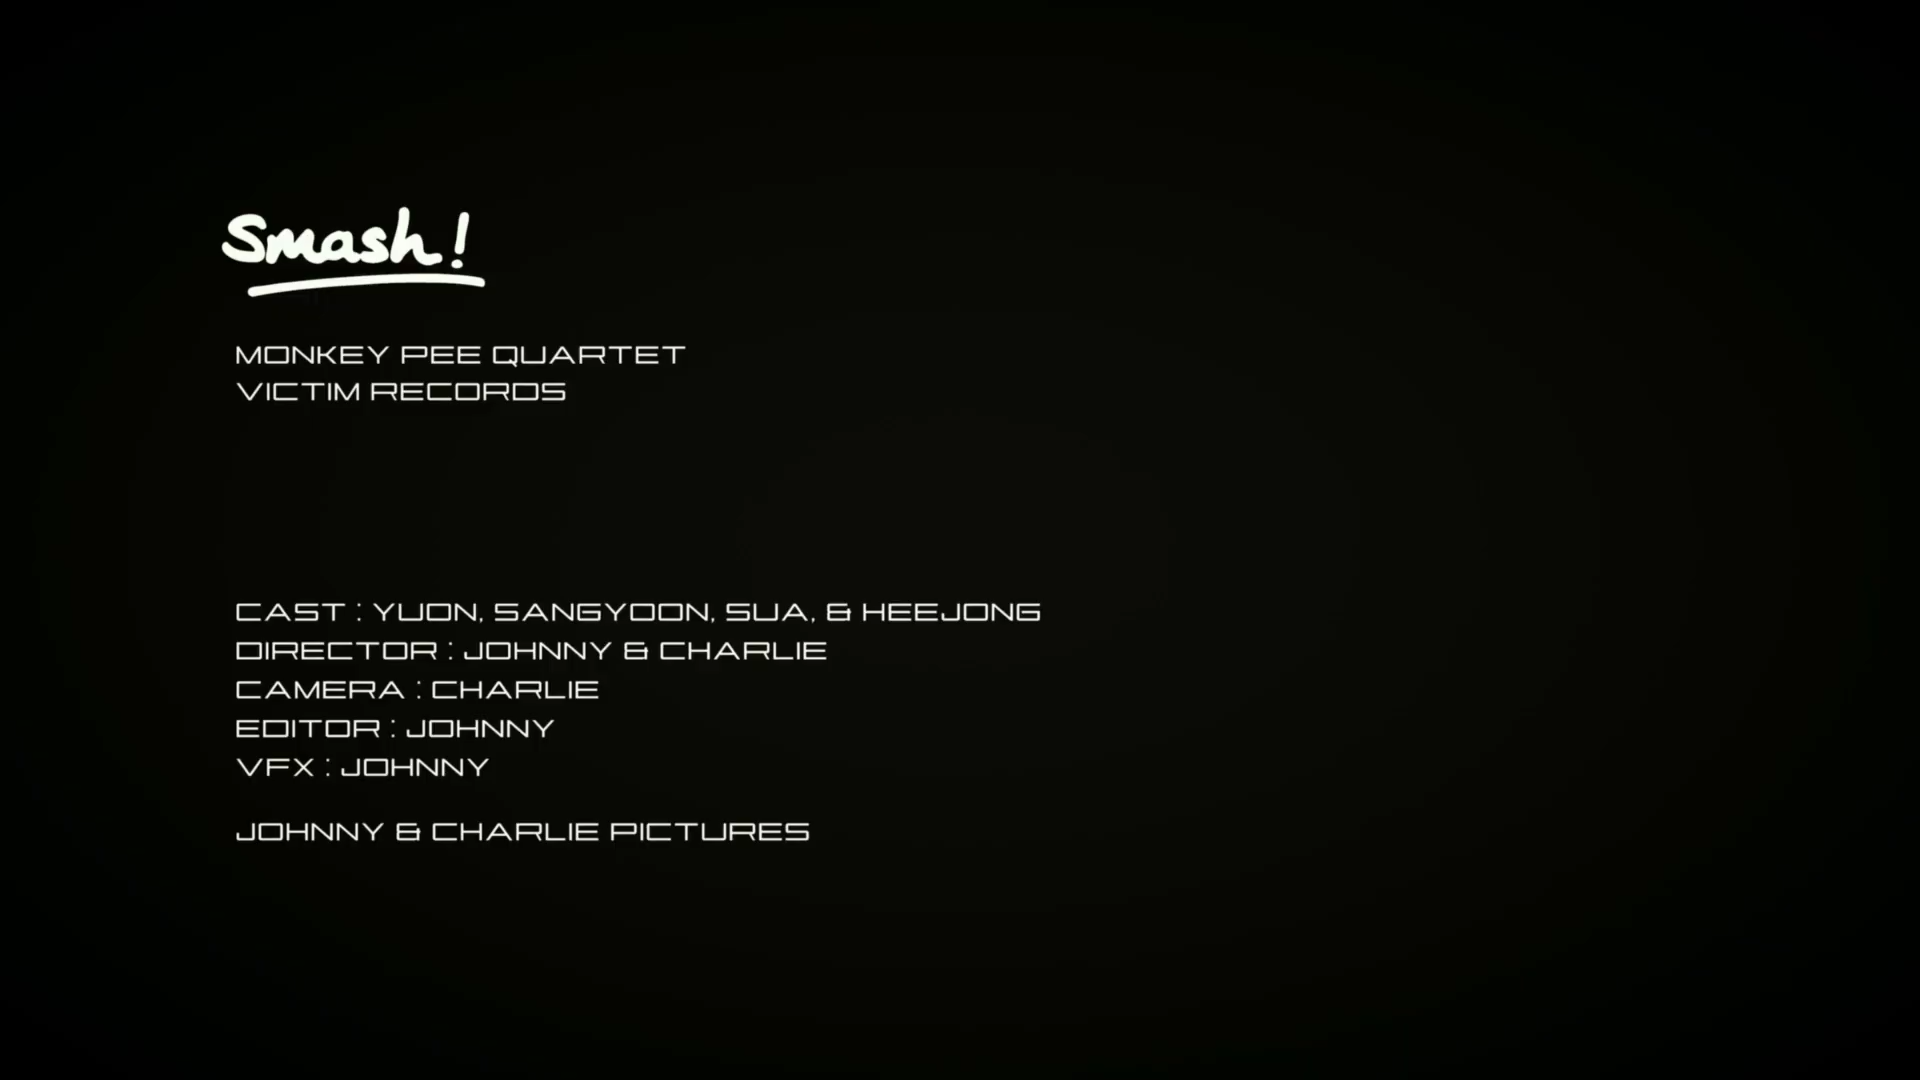 Smash!
MONKEY PEE QUARTET
VICTIM RECORDS
CAST : YUON, SANGYOON, SUA, & HEEJONG
DIRECTOR : JOHNNY & CHARLIE
CAMERA : CHARLIE
EDITOR : JOHNNY
VFX : JOHNNY
JOHNNY & CHARLIE PICTURES